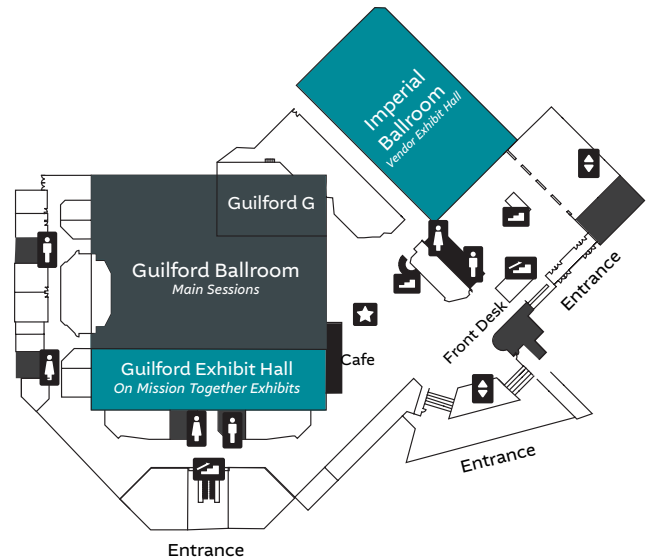 Imperial
Ballroom
Vendor Exhibit Hall
Guilford G
Guilford Ballroom
Main Sessions
Entrance
Front Desk
Cafe
Guilford Exhibit Hall
On Mission Together Exhibits
Entrance
Entrance